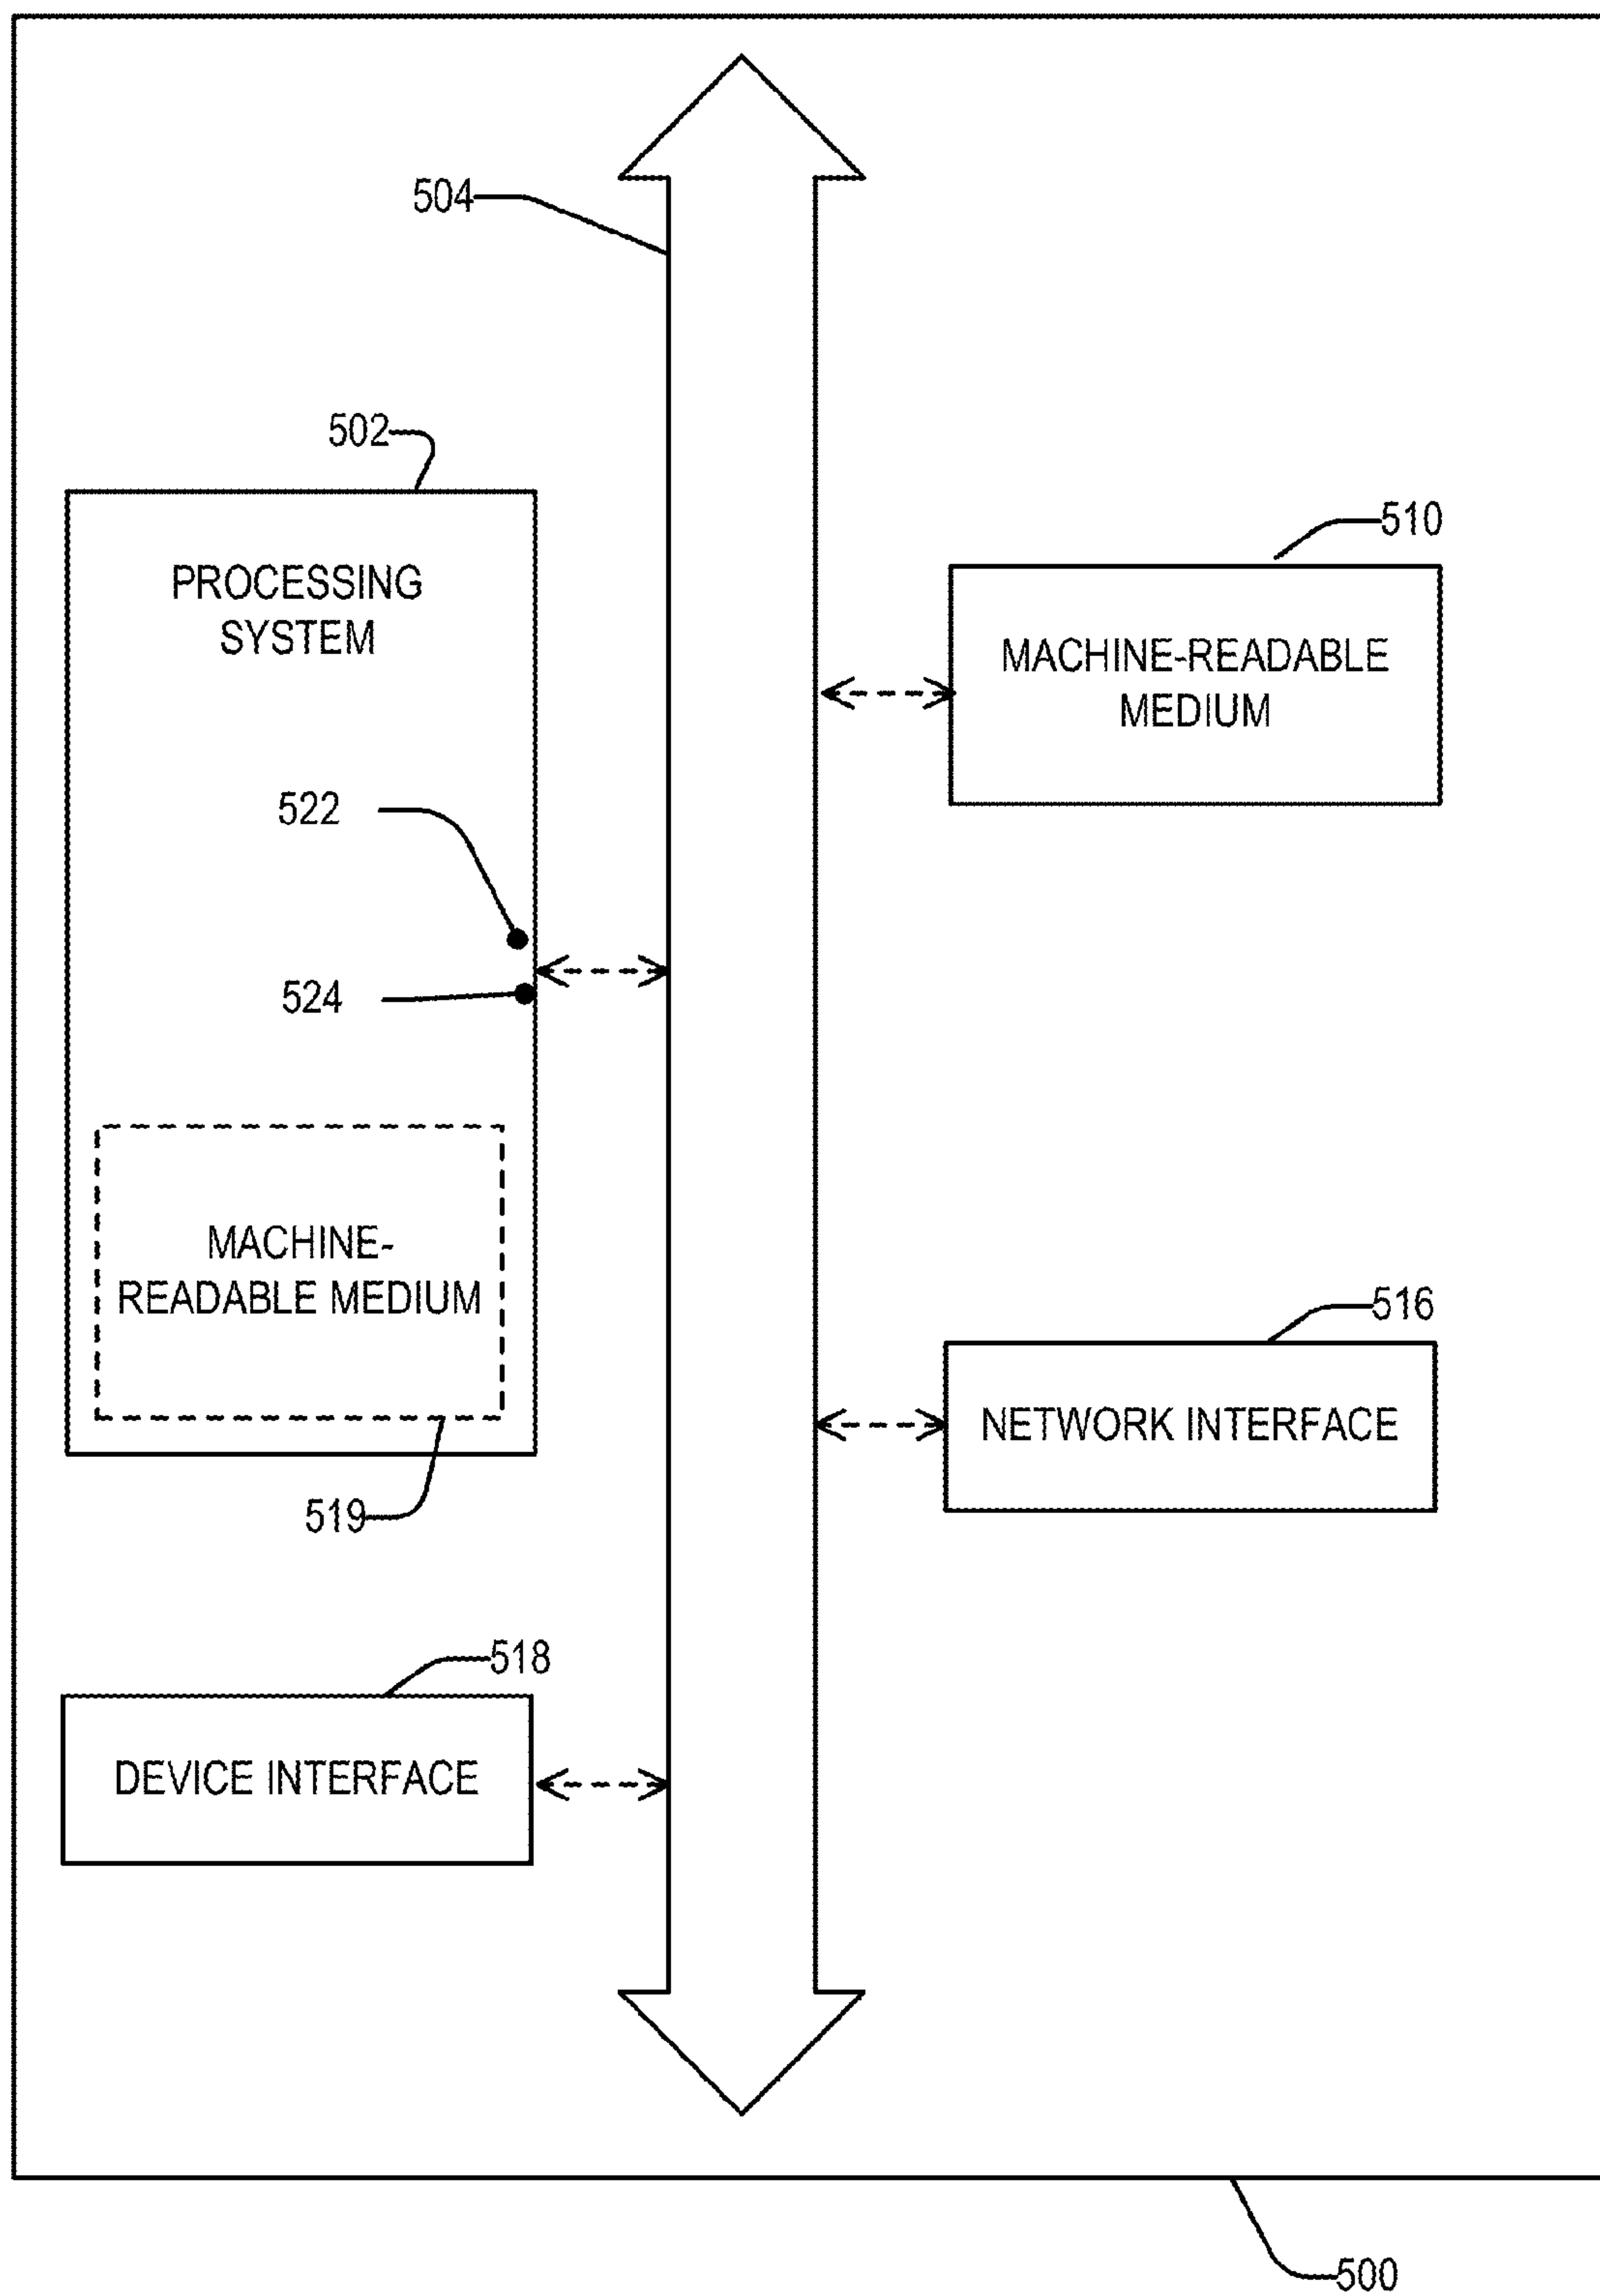 504
502
PROCESSING
SYSTEM
510
MACHINE-READABLE
MEDIUM
522
524
MACHINE-
READABLE MEDIUM
519
516
NETWORK INTERFACE
518
DEVICE INTERFACE
500